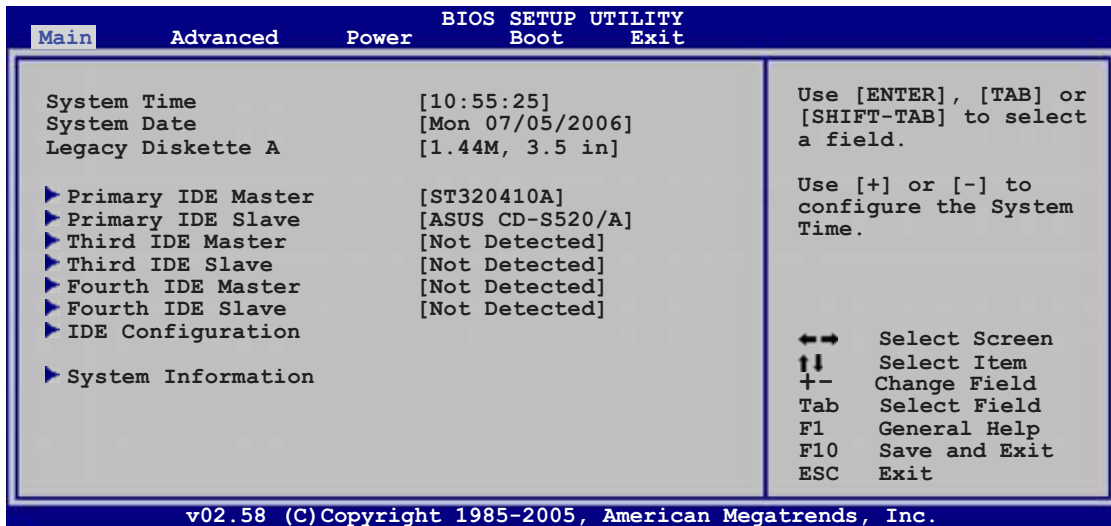 BIOS SETUP UTILITY
Main Advanced Power Boot Exit
System Time [10:55:25]
System Date [Mon 07/05/2006]
Legacy Diskette A [1.44M, 3.5 in]
Primary IDE Master [ST320410A]
Primary IDE Slave [ASUS CD-S520/A]
Third IDE Master [Not Detected]
Third IDE Slave [Not Detected]
Fourth IDE Master [Not Detected]
Fourth IDE Slave [Not Detected]
IDE Configuration
System Information
Use [ENTER], [TAB] or
[SHIFT-TAB] to select
a field.
Use [+] or [-] to
configure the System
Time.
←→ Select Screen
↑↓ Select Item
+- Change Field
Tab Select Field
F1 General Help
F10 Save and Exit
ESC Exit
v02.58 (C)Copyright 1985-2005, American Megatrends, Inc.